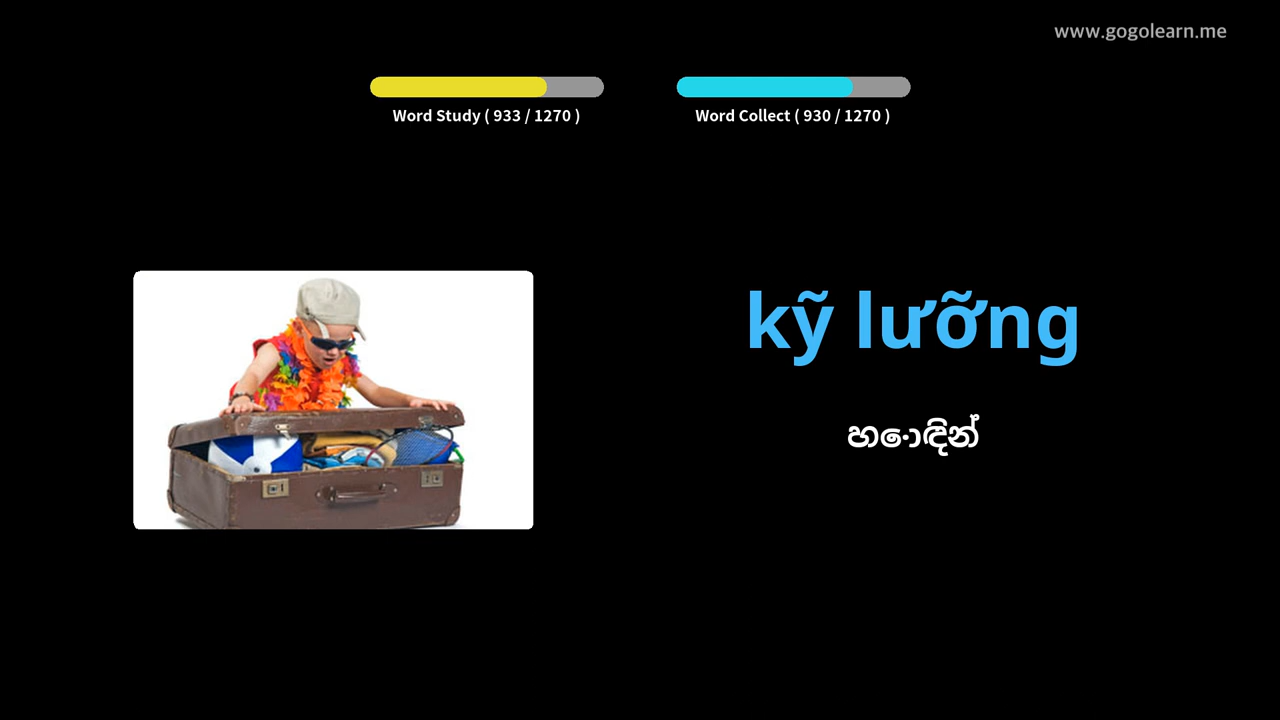 www.gogolearn.me
Word Study ( 933 / 1270 )
Word Collect ( 930 / 1270 )
kỹ lưỡng
හොඳින්